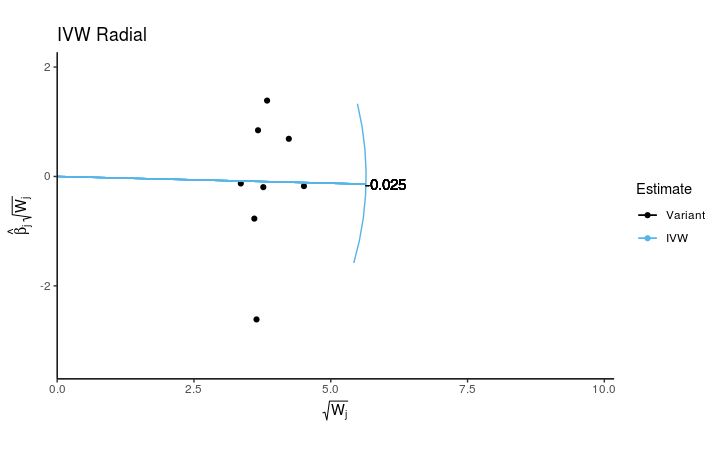 IVW Radial
2
0
-2
β̂ⱼ√Wⱼ
-0.025
0.0
2.5
5.0
7.5
10.0
√Wⱼ
Estimate
Variant
IVW